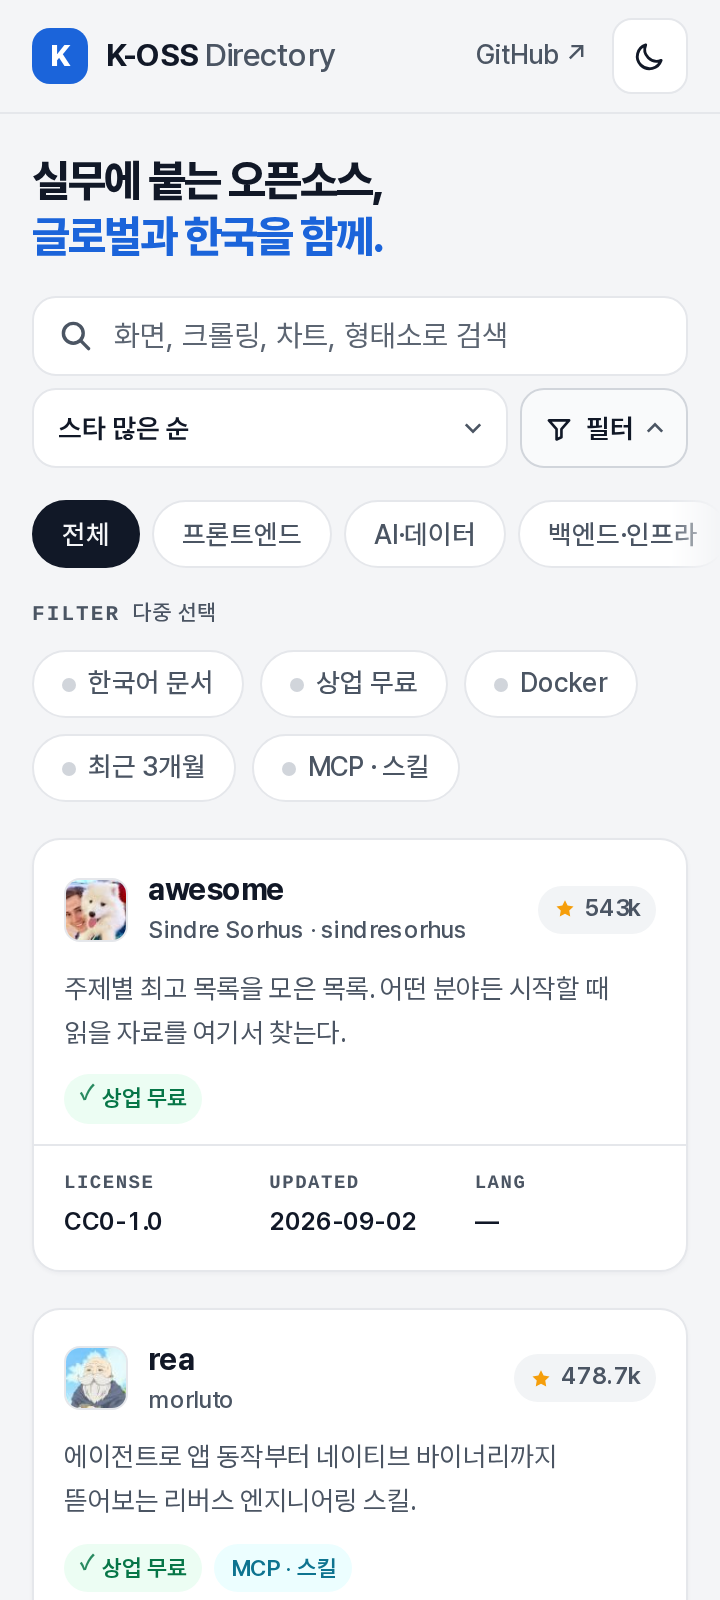 K
K-OSS Directory
GitHub ↗
실무에 붙는 오픈소스,
글로벌과 한국을 함께.
화면, 크롤링, 차트, 형태소로 검색
스타 많은 순
필터
전체
프론트엔드
AI·데이터
백엔드·인프라
FILTER 다중 선택
한국어 문서
상업 무료
Docker
최근 3개월
MCP · 스킬
awesome
543k
Sindre Sorhus · sindresorhus
주제별 최고 목록을 모은 목록. 어떤 분야든 시작할 때
읽을 자료를 여기서 찾는다.
✓ 상업 무료
LICENSE UPDATED LANG
CC0-1.0 2026-09-02 —
rea
478.7k
morluto
에이전트로 앱 동작부터 네이티브 바이너리까지
뜯어보는 리버스 엔지니어링 스킬.
✓ 상업 무료
MCP · 스킬